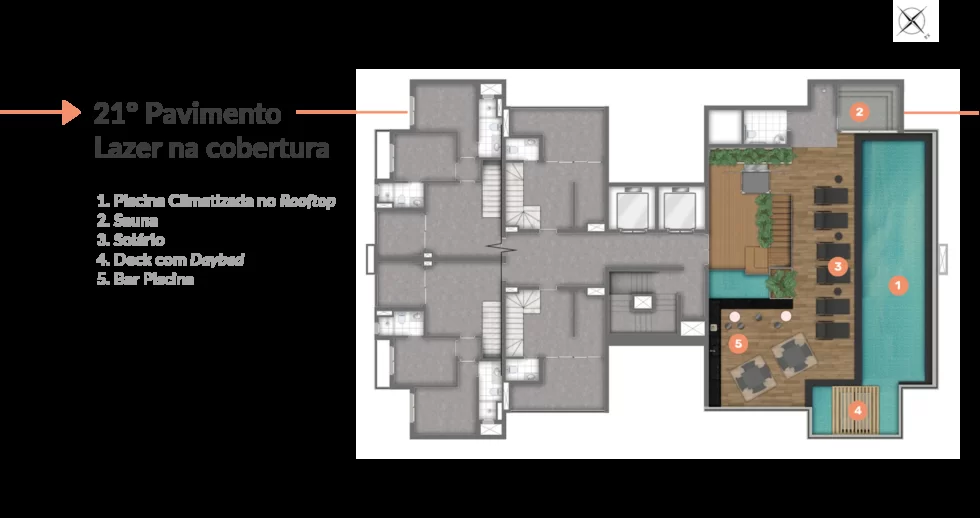 21º Pavimento
Lazer na cobertura
1. Piscina Climatizada no Rooftop
2. Sauna
3. Solário
4. Deck com Daybed
5. Bar Piscina
2
3
1
5
4